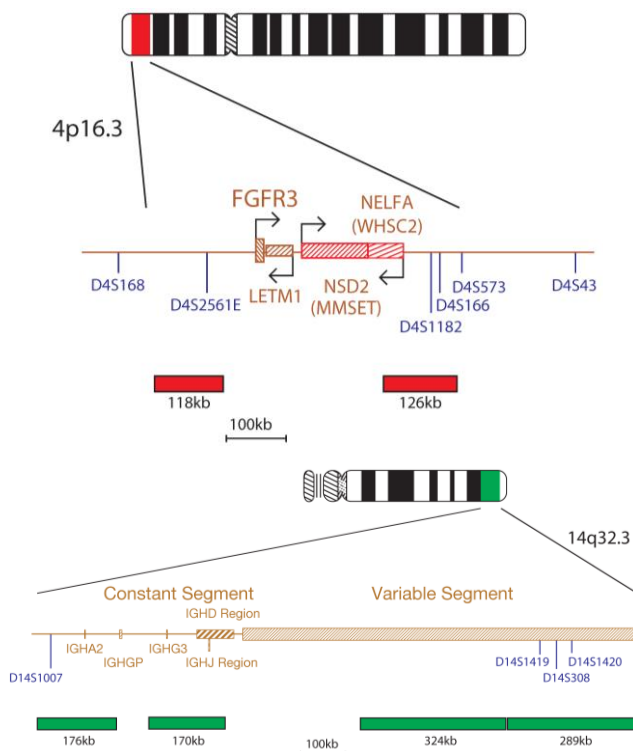 4p16.3
FGFR3
NELFA
(WHSC2)
D4S168
D4S2561E
LETM1
NSD2
(MMSET)
D4S1182
D4S166
D4S573
D4S43
118kb
126kb
100kb
14q32.3
Constant Segment
Variable Segment
IGHD Region
IGHA2
IGHGP
IGHG3
IGHJ Region
D14S1007
D14S1419
D14S308
D14S1420
176kb
170kb
100kb
324kb
289kb